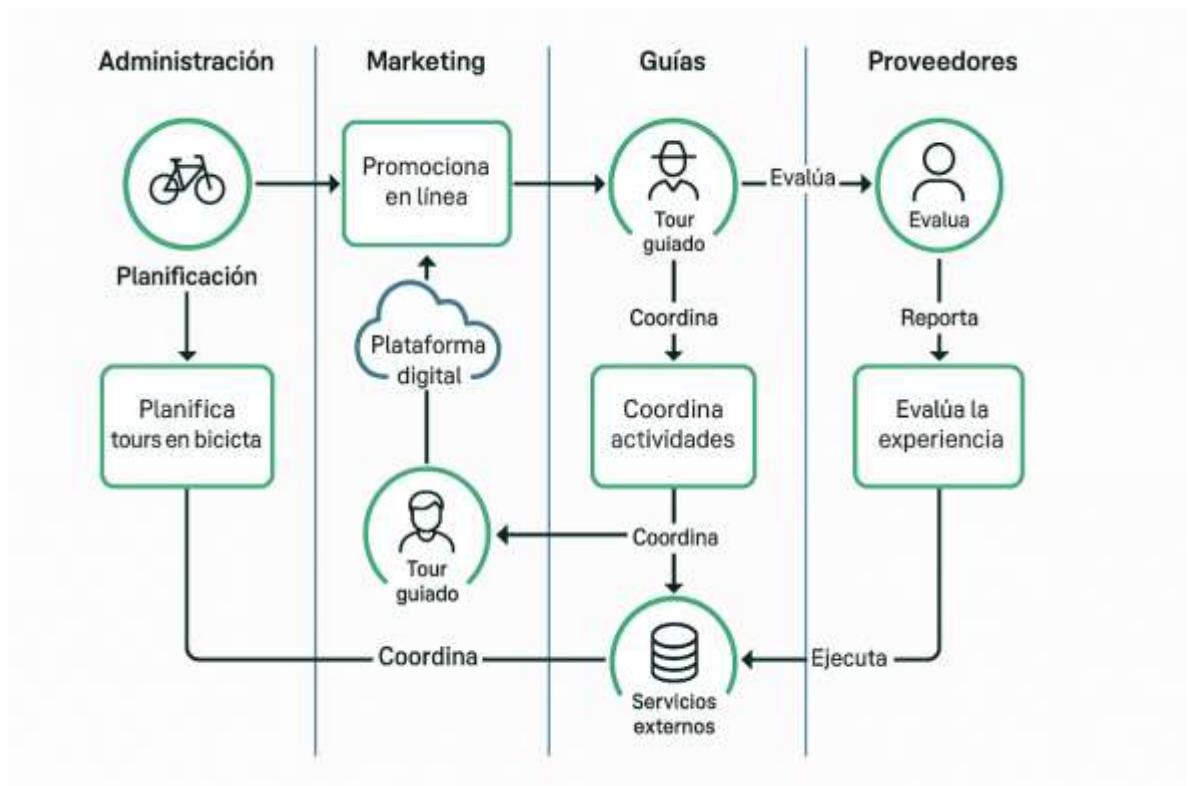 Administración
Marketing
Guías
Proveedores
Promociona
en línea
Tour
guiado
Evalúa
Evalua
Planificación
Plataforma
digital
Coordina
Reporta
Planifica
tours en bicicta
Coordina
actividades
Evalúa la
experiencia
Tour
guiado
Coordina
Coordina
Servicios
externos
Ejecuta